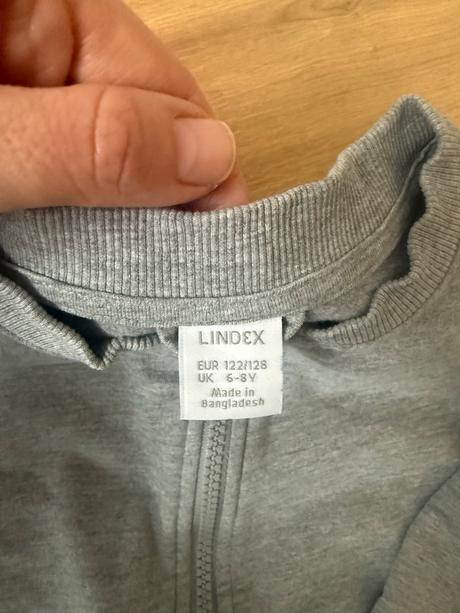 LINDEX
EUR 122/128
UK 6-8Y
Made in
Bangladesh